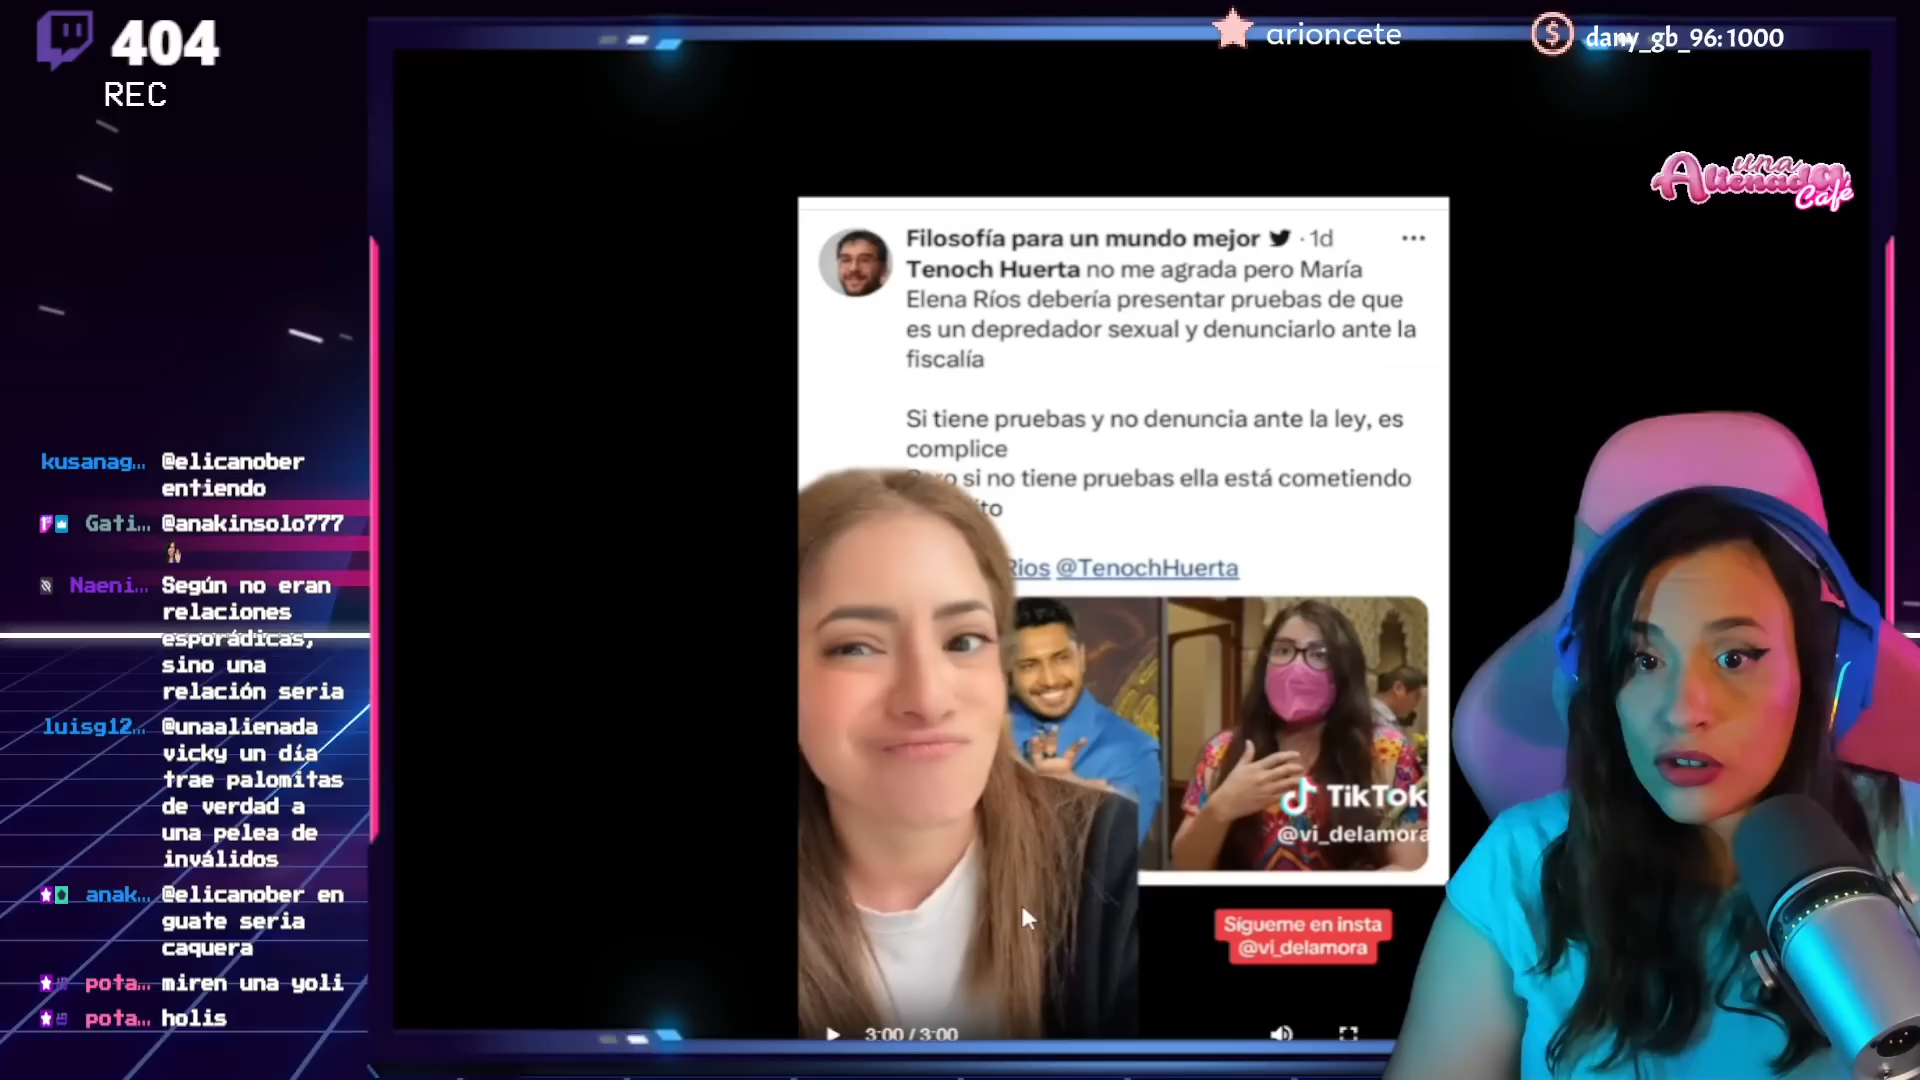 404
REC
arioncete
dany_gb_96:1000
una
Alienada
Café
Filosofía para un mundo mejor · 1d
Tenoch Huerta no me agrada pero María
Elena Ríos debería presentar pruebas de que
es un depredador sexual y denunciarlo ante la
fiscalía
Si tiene pruebas y no denuncia ante la ley, es
complice
si no tiene pruebas ella está cometiendo
Rios @TenochHuerta
TikTok
@vi_delamora
Sígueme en insta
@vi_delamora
3:00 / 3:00
kusanag... @elicanober
entiendo
Gati... @anakinsolo777
Naeni... Según no eran
relaciones
esporádicas,
sino una
relación seria
luisg12... @unaalienada
vicky un día
trae palomitas
de verdad a
una pelea de
inválidos
anak... @elicanober en
guate seria
caquera
pota... miren una yoli
pota... holis